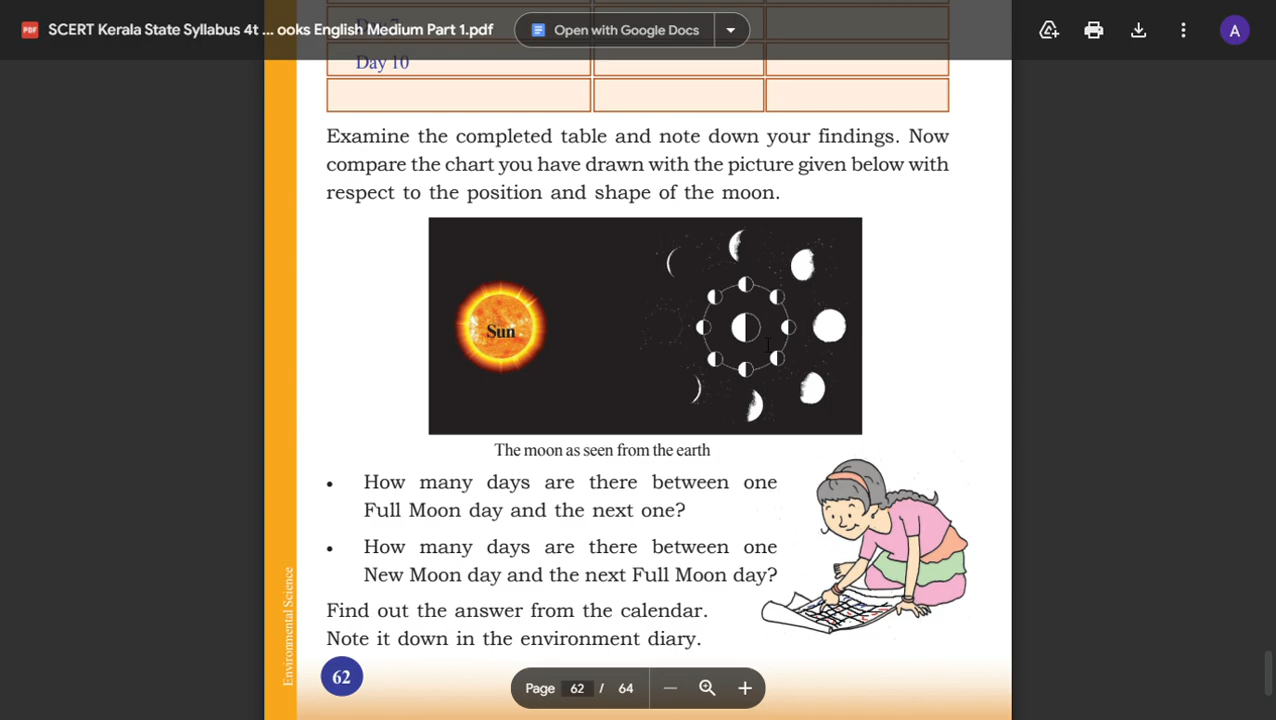 SCERT Kerala State Syllabus 4t ... ooks English Medium Part 1.pdf
Open with Google Docs
A
Day 10
Examine the completed table and note down your findings. Now
compare the chart you have drawn with the picture given below with
respect to the position and shape of the moon.
Sun
The moon as seen from the earth
• How many days are there between one
Full Moon day and the next one?
• How many days are there between one
New Moon day and the next Full Moon day?
Find out the answer from the calendar.
Note it down in the environment diary.
Environmental Science
62
Page 62 / 64